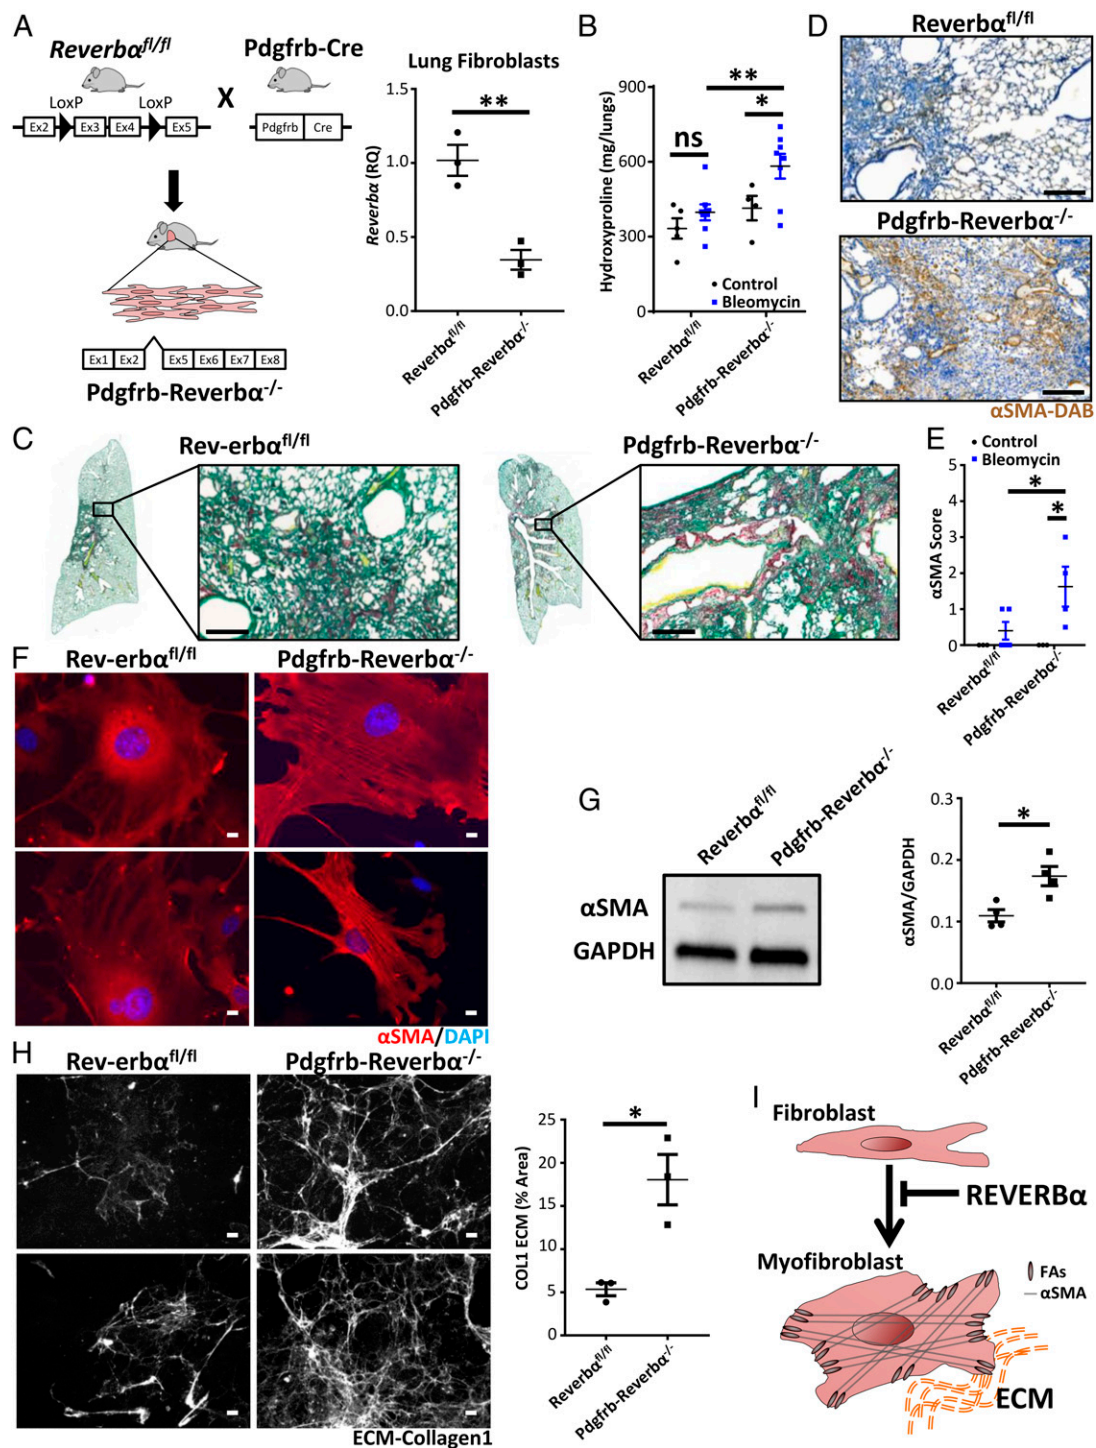 A
Reverbα^fl/fl
Pdgfrb-Cre
LoxP
LoxP
X
Ex2
Ex3
Ex4
Ex5
Pdgfrb
Cre
Ex1
Ex2
Ex5
Ex6
Ex7
Ex8
Pdgfrb-Reverbα^-/-
Lung Fibroblasts
**
Reverbα (RQ)
1.5
1.0
0.5
0.0
Reverbα^fl/fl
Pdgfrb-Reverbα^-/-
B
Hydroxyproline (mg/lungs)
900
600
300
0
**
*
ns
Control
Bleomycin
Reverbα^fl/fl
Pdgfrb-Reverbα^-/-
D
Reverbα^fl/fl
Pdgfrb-Reverbα^-/-
αSMA-DAB
C
Rev-erbα^fl/fl
Pdgfrb-Reverbα^-/-
E
Control
Bleomycin
αSMA Score
5
4
3
2
1
0
*
*
Reverbα^fl/fl
Pdgfrb-Reverbα^-/-
F
Rev-erbα^fl/fl
Pdgfrb-Reverbα^-/-
αSMA/DAPI
G
Reverbα^fl/fl
Pdgfrb-Reverbα^-/-
αSMA
GAPDH
αSMA/GAPDH
0.3
0.2
0.1
0.0
*
Reverbα^fl/fl
Pdgfrb-Reverbα^-/-
H
Rev-erbα^fl/fl
Pdgfrb-Reverbα^-/-
ECM-Collagen1
COL1 ECM (% Area)
25
20
15
10
5
0
*
Reverbα^fl/fl
Pdgfrb-Reverbα^-/-
I
Fibroblast
REVERBα
Myofibroblast
FAs
αSMA
ECM